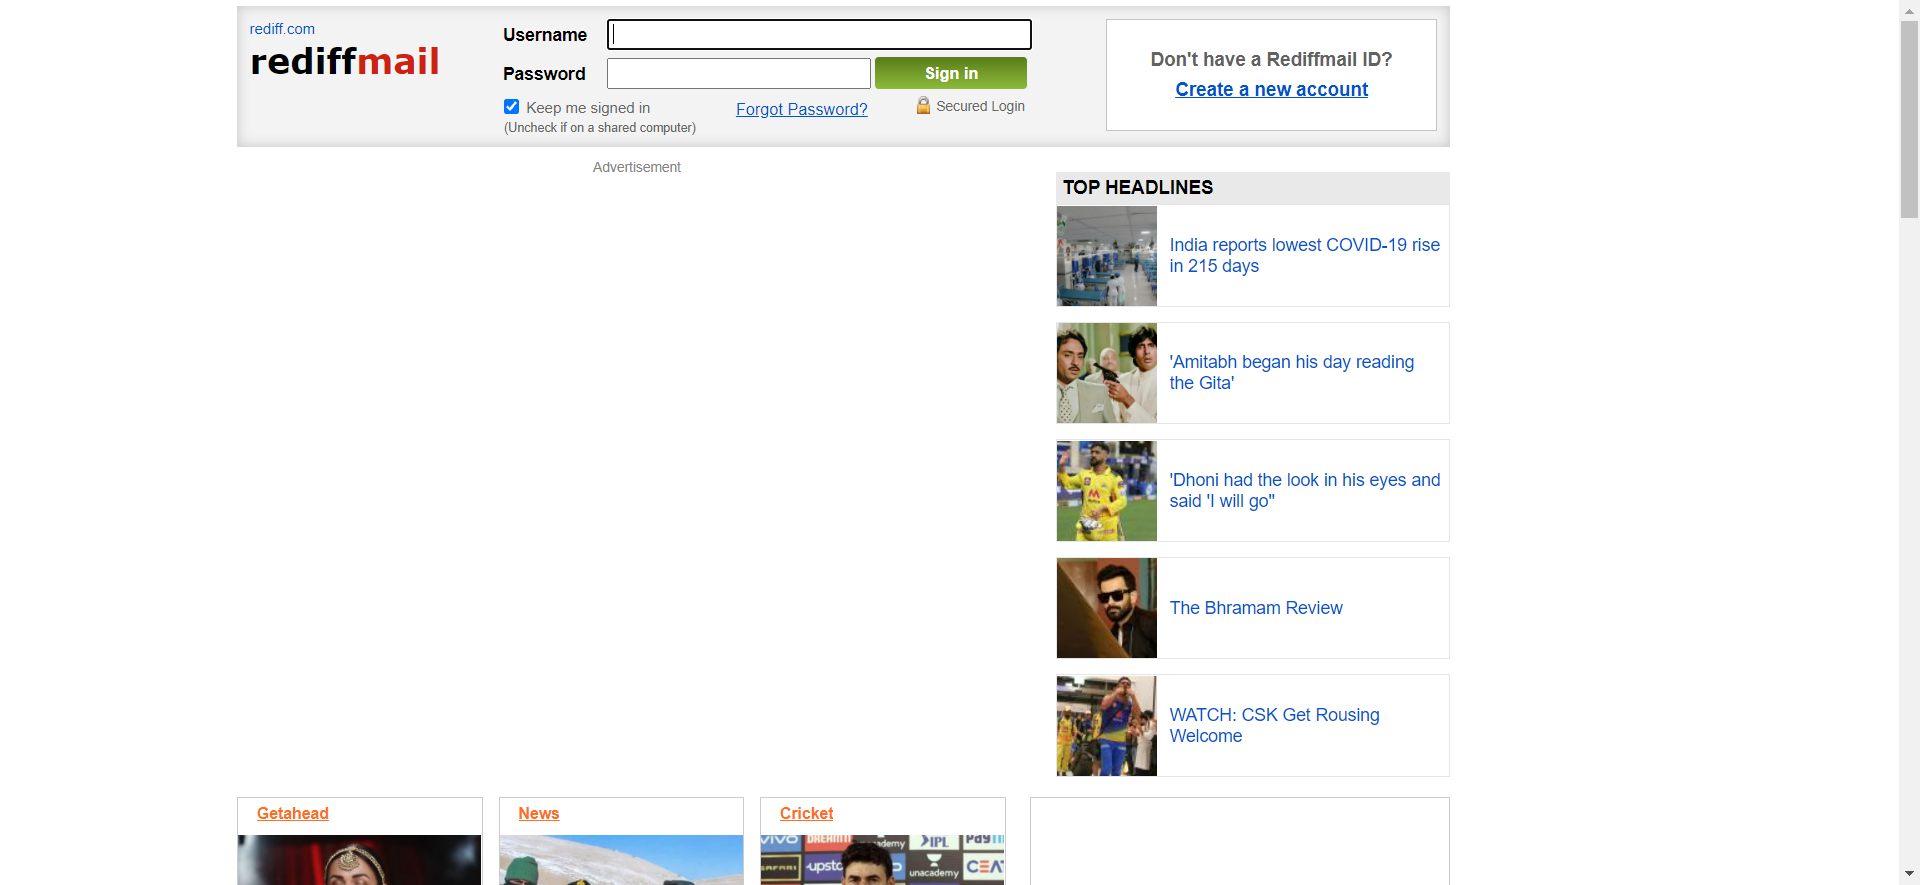 rediff.com
rediffmail
Username
Password
Sign in
Keep me signed in
(Uncheck if on a shared computer)
Forgot Password?
Secured Login
Don't have a Rediffmail ID?
Create a new account
Advertisement
TOP HEADLINES
India reports lowest COVID-19 rise
in 215 days
'Amitabh began his day reading
the Gita'
'Dhoni had the look in his eyes and
said 'I will go''
The Bhramam Review
WATCH: CSK Get Rousing
Welcome
Getahead
News
Cricket
VIVO
IPL
unacademy